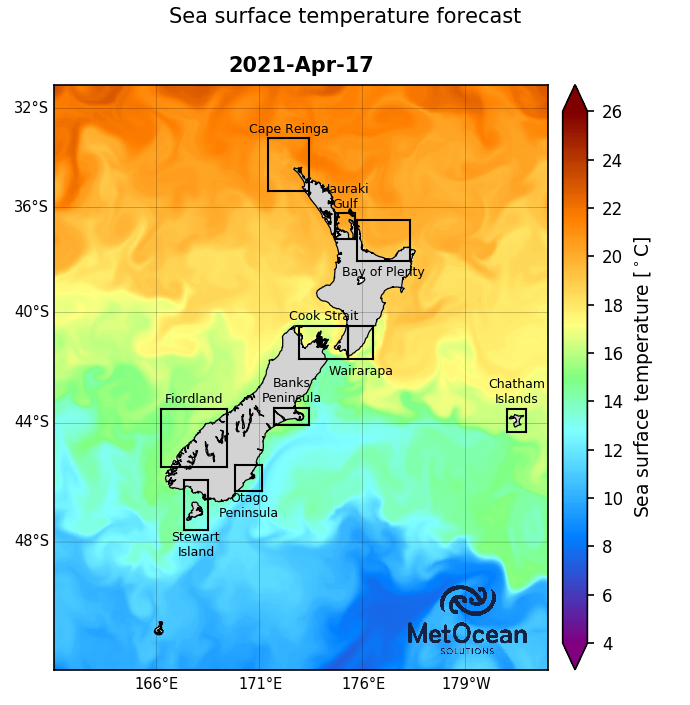 Sea surface temperature forecast
2021-Apr-17
32°S
36°S
40°S
44°S
48°S
Cape Reinga
Hauraki
Gulf
Bay of Plenty
Cook Strait
Wairarapa
Banks
Peninsula
Fiordland
Chatham
Islands
Otago
Peninsula
Stewart
Island
MetOcean
SOLUTIONS
166°E
171°E
176°E
179°W
26
24
22
20
18
16
14
12
10
8
6
4
Sea surface temperature [°C]